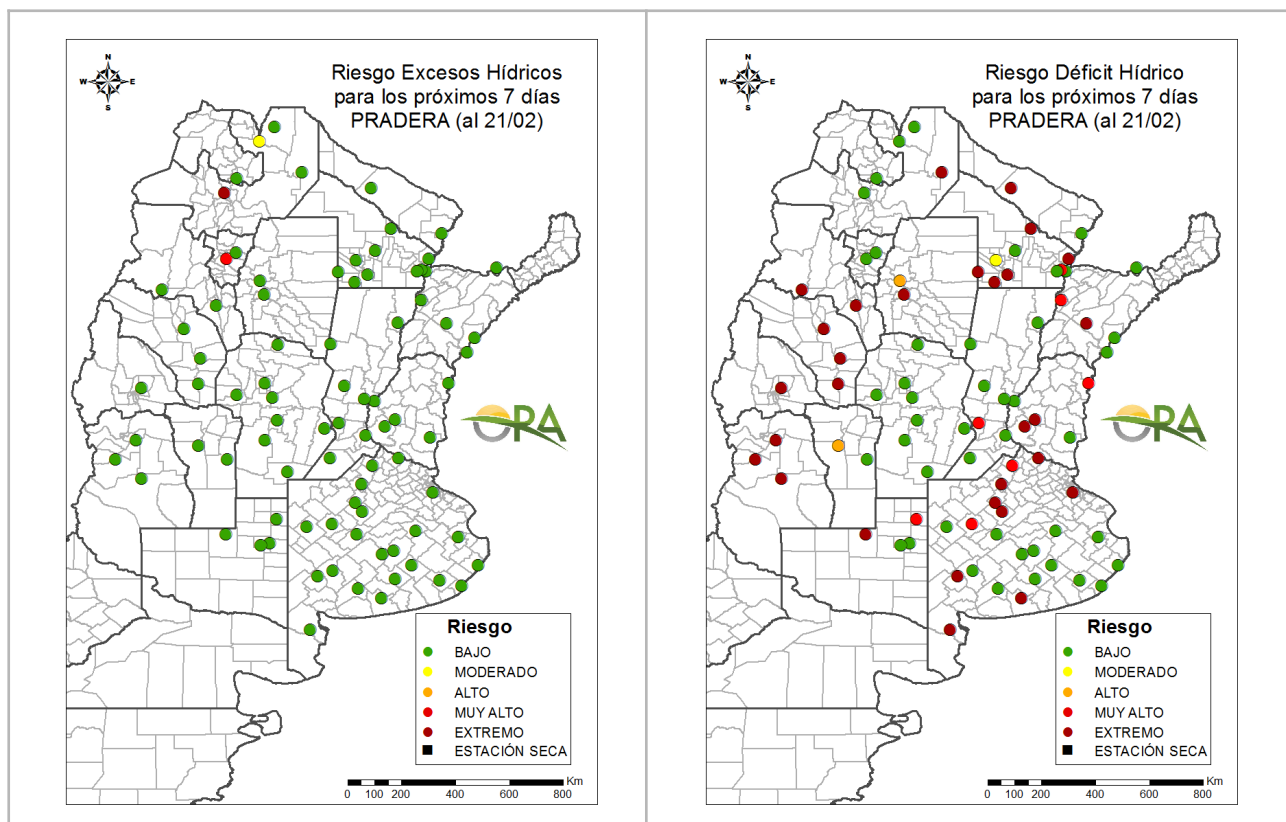 N
W E
S
Riesgo Excesos Hídricos
para los próximos 7 días
PRADERA (al 21/02)
ORA
Riesgo
BAJO
MODERADO
ALTO
MUY ALTO
EXTREMO
ESTACIÓN SECA
Km
0 100 200 400 600 800
N
W E
S
Riesgo Déficit Hídrico
para los próximos 7 días
PRADERA (al 21/02)
ORA
Riesgo
BAJO
MODERADO
ALTO
MUY ALTO
EXTREMO
ESTACIÓN SECA
Km
0 100 200 400 600 800